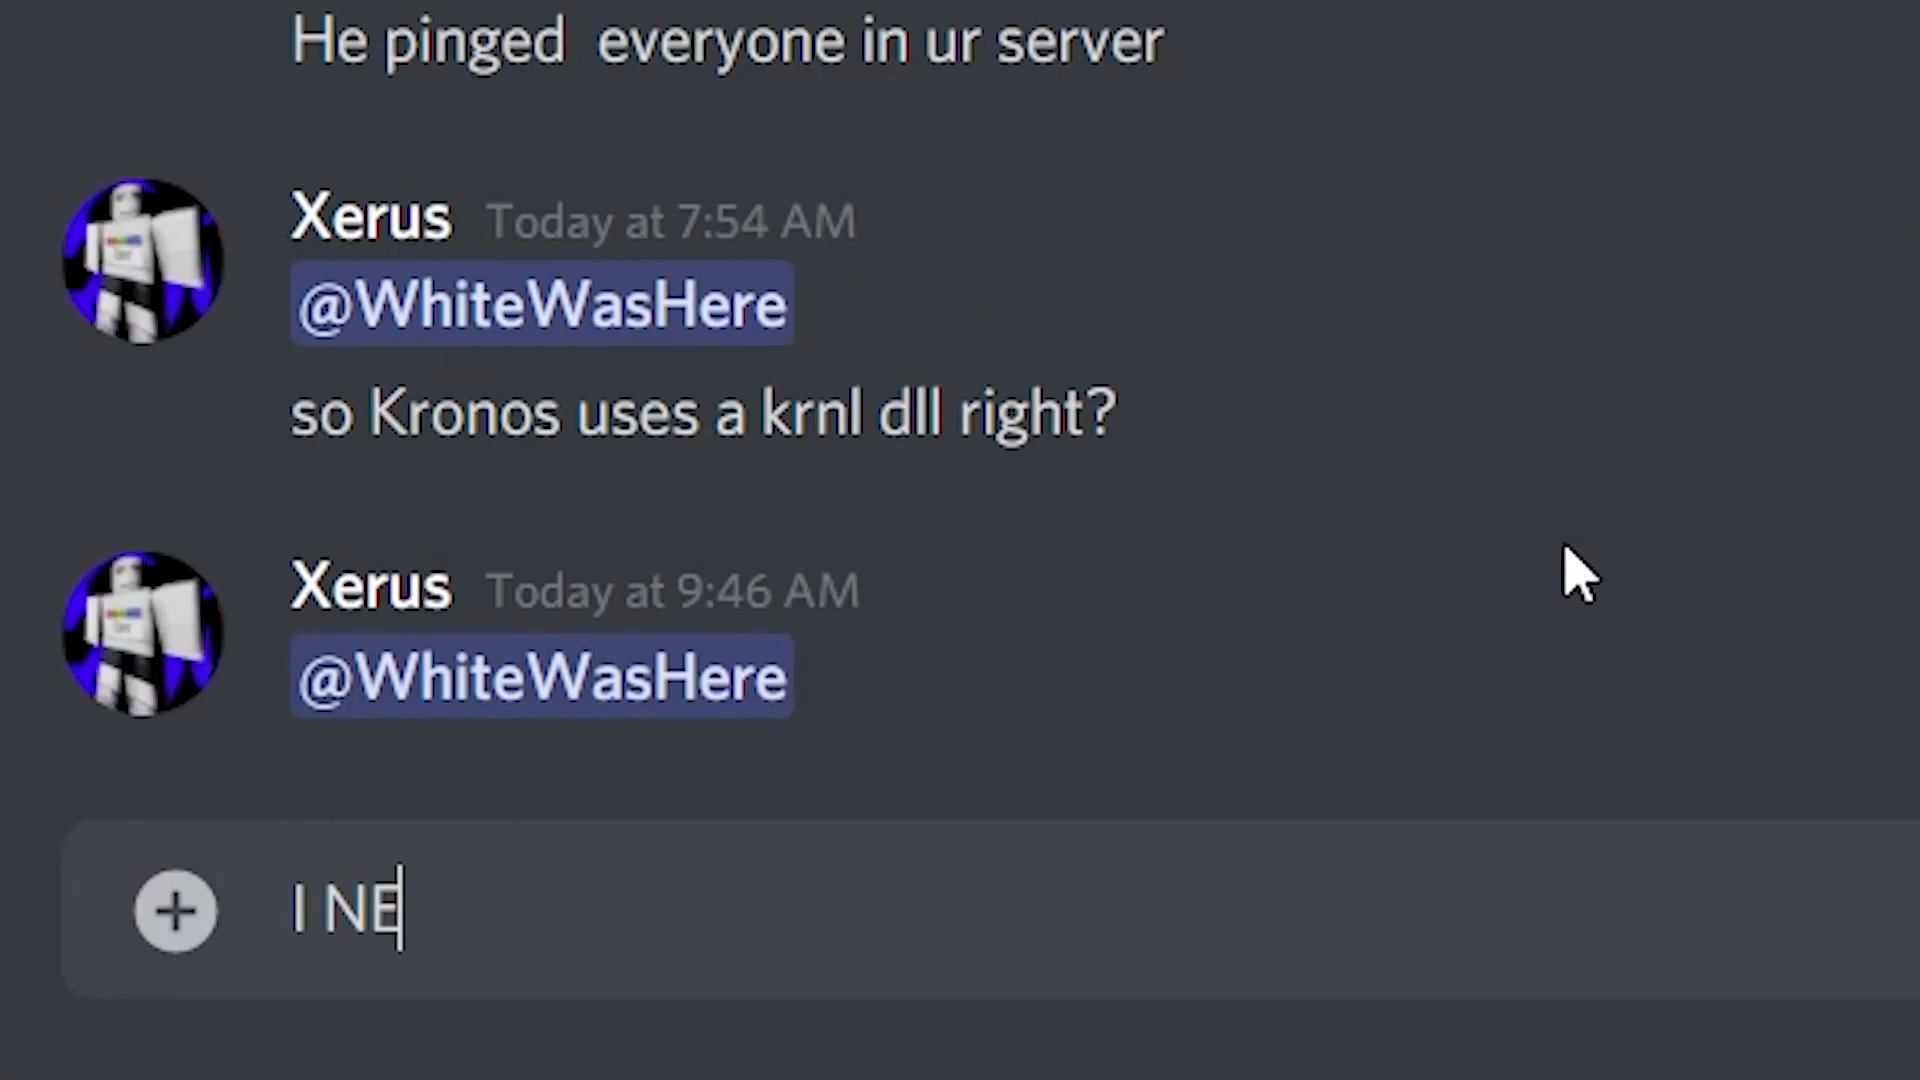 He pinged  everyone in ur server
Xerus Today at 7:54 AM
@WhiteWasHere
so Kronos uses a krnl dll right?
Xerus Today at 9:46 AM
@WhiteWasHere
I NE